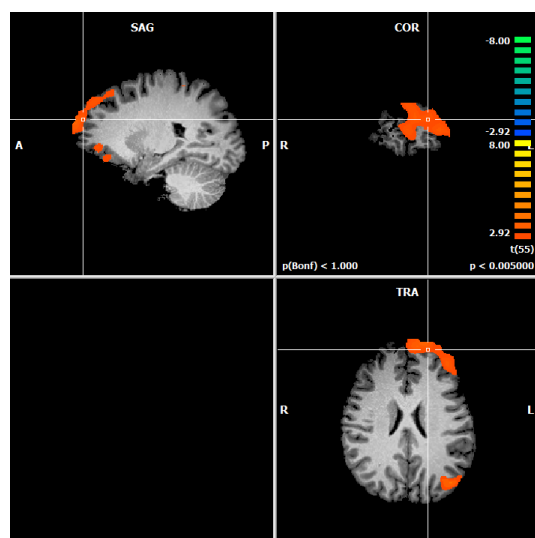 SAG
A
P
COR
R
L
-8.00
-2.92
8.00
2.92
t(55)
p(Bonf) < 1.000
p < 0.005000
TRA
R
L